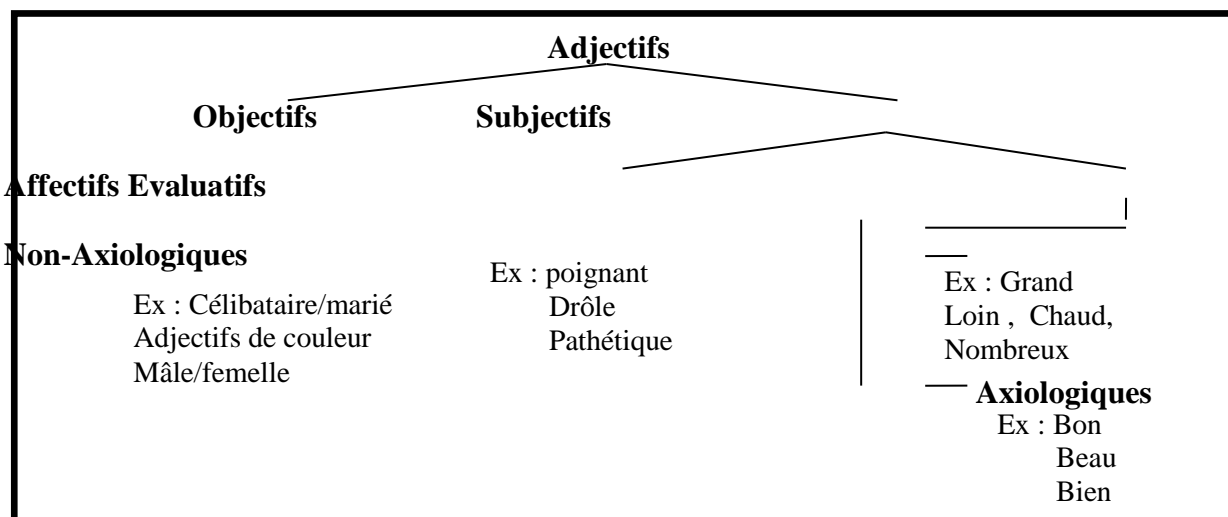 Adjectifs
Objectifs Subjectifs
Affectifs Evaluatifs
Non-Axiologiques
Ex : Célibataire/marié
Adjectifs de couleur
Mâle/femelle
Ex : poignant
Drôle
Pathétique
Ex : Grand
Loin , Chaud,
Nombreux
Axiologiques
Ex : Bon
Beau
Bien